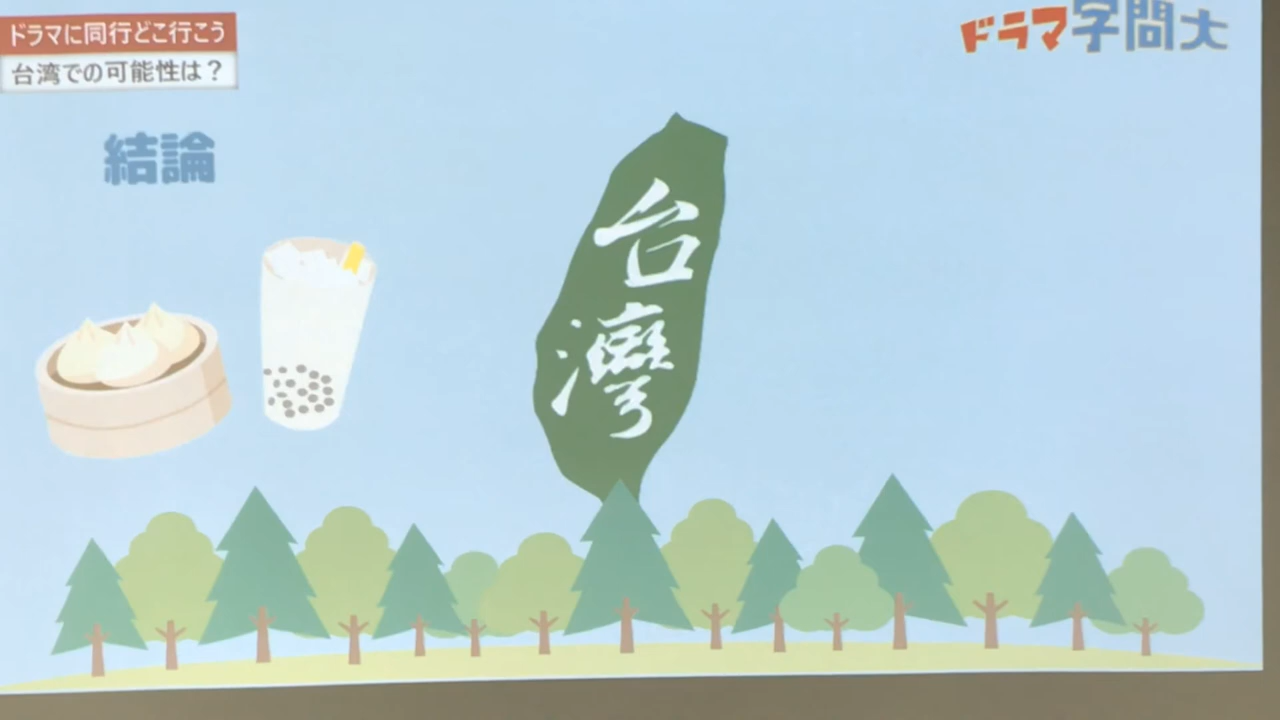 ドラマに同行どこ行こう
台湾での可能性は？
ドラマ字問大
結論
台
灣